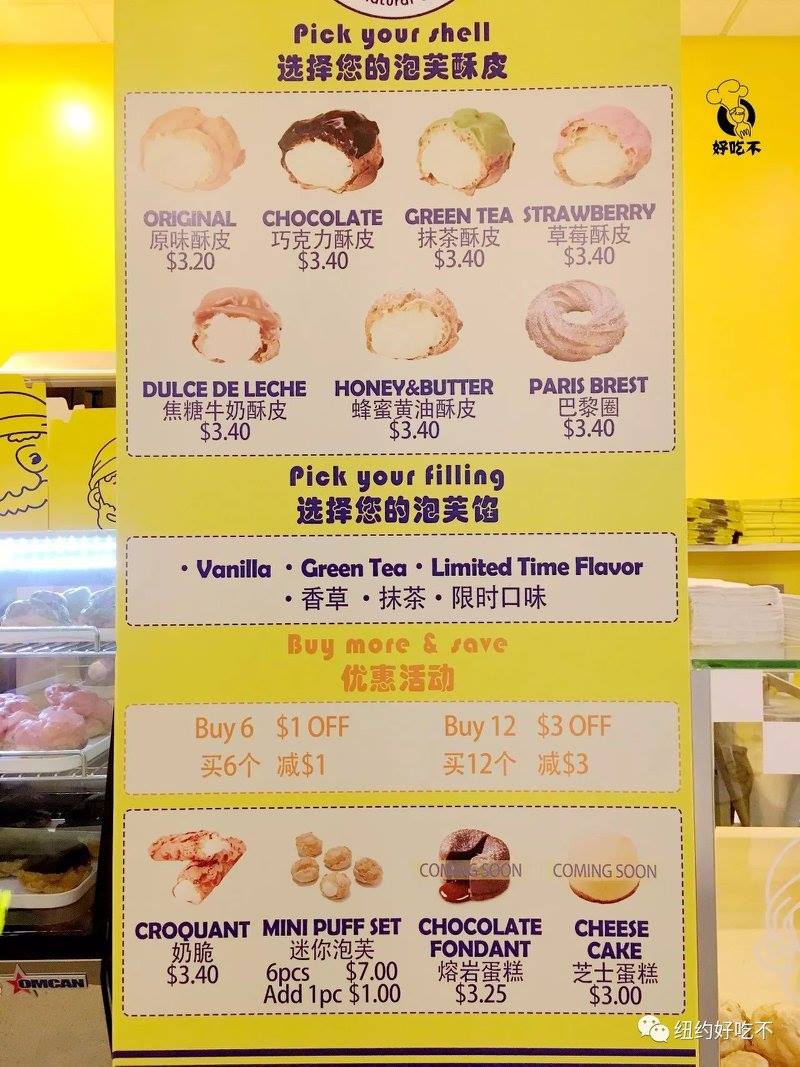 Pick your shell
选择您的泡芙酥皮
好吃不
ORIGINAL CHOCOLATE GREEN TEA STRAWBERRY
原味酥皮 巧克力酥皮 抹茶酥皮 草莓酥皮
$3.20 $3.40 $3.40 $3.40
DULCE DE LECHE HONEY&BUTTER PARIS BREST
焦糖牛奶酥皮 蜂蜜黄油酥皮 巴黎圈
$3.40 $3.40 $3.40
Pick your filling
选择您的泡芙馅
·Vanilla ·Green Tea·Limited Time Flavor
·香草 ·抹茶·限时口味
Buy more & save
优惠活动
Buy 6 $1 OFF Buy 12 $3 OFF
买6个 减$1 买12个 减$3
COMING SOON COMING SOON
CROQUANT MINI PUFF SET CHOCOLATE FONDANT CHEESE CAKE
奶脆 迷你泡芙 熔岩蛋糕 芝士蛋糕
$3.40 6pcs $7.00 $3.25 $3.00
Add 1pc $1.00
OMCAN
纽约好吃不